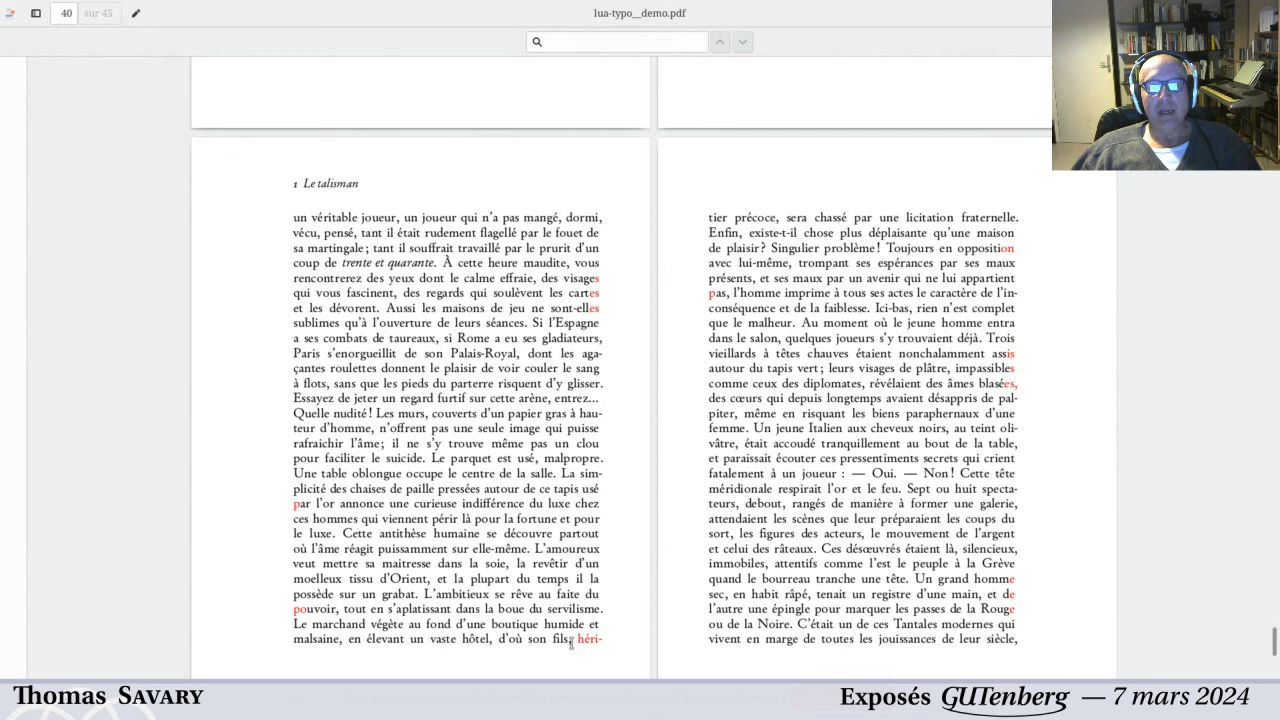 40
sur 45
lua-typo__demo.pdf
1 Le talisman
un véritable joueur, un joueur qui n'a pas mangé, dormi,
vécu, pensé, tant il était rudement flagellé par le fouet de
sa martingale ; tant il souffrait travaillé par le prurit d'un
coup de trente et quarante. À cette heure maudite, vous
rencontrerez des yeux dont le calme effraie, des visages
qui vous fascinent, des regards qui soulèvent les cartes
et les dévorent. Aussi les maisons de jeu ne sont-elles
sublimes qu'à l'ouverture de leurs séances. Si l'Espagne
a ses combats de taureaux, si Rome a eu ses gladiateurs,
Paris s'enorgueillit de son Palais-Royal, dont les aga-
çantes roulettes donnent le plaisir de voir couler le sang
à flots, sans que les pieds du parterre risquent d'y glisser.
Essayez de jeter un regard furtif sur cette arène, entrez...
Quelle nudité ! Les murs, couverts d'un papier gras à hau-
teur d'homme, n'offrent pas une seule image qui puisse
rafraichir l'âme ; il ne s'y trouve même pas un clou
pour faciliter le suicide. Le parquet est usé, malpropre.
Une table oblongue occupe le centre de la salle. La sim-
plicité des chaises de paille pressées autour de ce tapis usé
par l'or annonce une curieuse indifférence du luxe chez
ces hommes qui viennent périr là pour la fortune et pour
le luxe. Cette antithèse humaine se découvre partout
où l'âme réagit puissamment sur elle-même. L'amoureux
veut mettre sa maitresse dans la soie, la revêtir d'un
moelleux tissu d'Orient, et la plupart du temps il la
possède sur un grabat. L'ambitieux se rêve au faite du
pouvoir, tout en s'aplatissant dans la boue du servilisme.
Le marchand végète au fond d'une boutique humide et
malsaine, en élevant un vaste hôtel, d'où son fils, héri-
tier précoce, sera chassé par une licitation fraternelle.
Enfin, existe-t-il chose plus déplaisante qu'une maison
de plaisir ? Singulier problème ! Toujours en opposition
avec lui-même, trompant ses espérances par ses maux
présents, et ses maux par un avenir qui ne lui appartient
pas, l'homme imprime à tous ses actes le caractère de l'in-
conséquence et de la faiblesse. Ici-bas, rien n'est complet
que le malheur. Au moment où le jeune homme entra
dans le salon, quelques joueurs s'y trouvaient déjà. Trois
vieillards à têtes chauves étaient nonchalamment assis
autour du tapis vert ; leurs visages de plâtre, impassibles
comme ceux des diplomates, révélaient des âmes blasées,
des cœurs qui depuis longtemps avaient désappris de pal-
piter, même en risquant les biens paraphernaux d'une
femme. Un jeune Italien aux cheveux noirs, au teint oli-
vâtre, était accoudé tranquillement au bout de la table,
et paraissait écouter ces pressentiments secrets qui crient
fatalement à un joueur : — Oui. — Non ! Cette tête
méridionale respirait l'or et le feu. Sept ou huit specta-
teurs, debout, rangés de manière à former une galerie,
attendaient les scènes que leur préparaient les coups du
sort, les figures des acteurs, le mouvement de l'argent
et celui des râteaux. Ces désœuvrés étaient là, silencieux,
immobiles, attentifs comme l'est le peuple à la Grève
quand le bourreau tranche une tête. Un grand homme
sec, en habit râpé, tenait un registre d'une main, et de
l'autre une épingle pour marquer les passes de la Rouge
ou de la Noire. C'était un de ces Tantales modernes qui
vivent en marge de toutes les jouissances de leur siècle,
Thomas SAVARY
Exposés GUTenberg — 7 mars 2024